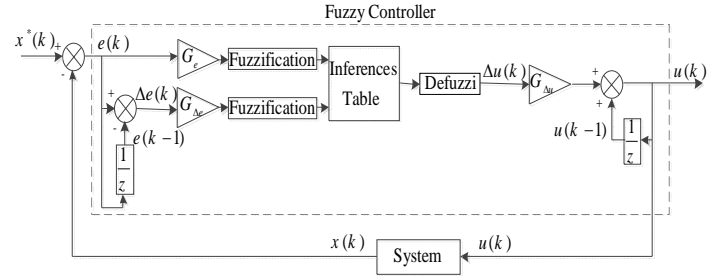 Fuzzy Controller
x*(k)
+
-
e(k)
G_e
Fuzzification
Inferences
Table
Defuzzi
Δu(k)
G_Δu
+
+
u(k)
+
-
Δe(k)
G_Δe
Fuzzification
e(k −1)
u(k −1)
1
z
1
z
x(k)
System
u(k)